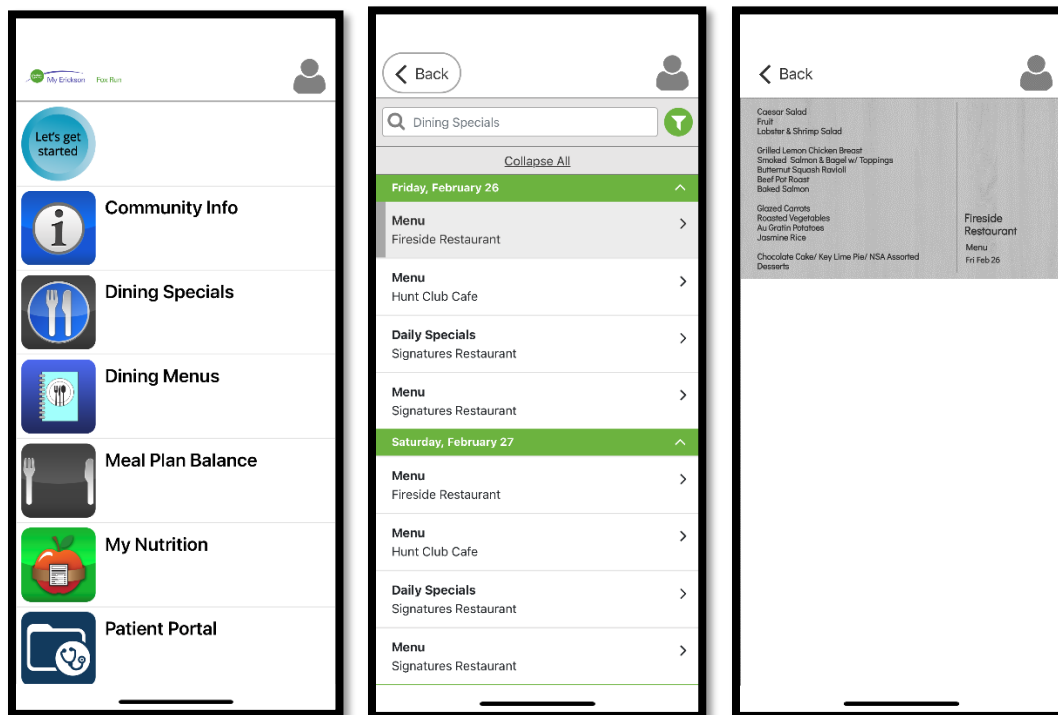 My Erickson Fox Run
Let's get
started
Community Info
Dining Specials
Dining Menus
Meal Plan Balance
My Nutrition
Patient Portal
Back
Dining Specials
Collapse All
Friday, February 26
Menu
Fireside Restaurant
Menu
Hunt Club Cafe
Daily Specials
Signatures Restaurant
Menu
Signatures Restaurant
Saturday, February 27
Menu
Fireside Restaurant
Menu
Hunt Club Cafe
Daily Specials
Signatures Restaurant
Menu
Signatures Restaurant
Back
Caesar Salad
Fruit
Lobster & Shrimp Salad
Grilled Lemon Chicken Breast
Smoked Salmon & Bagel w/ Toppings
Butternut Squash Ravioli
Beef Pot Roast
Baked Salmon
Glazed Carrots
Roasted Vegetables
Au Gratin Potatoes
Jasmine Rice
Chocolate Cake/ Key Lime Pie/ NSA Assorted
Desserts
Fireside
Restaurant
Menu
Fri Feb 26